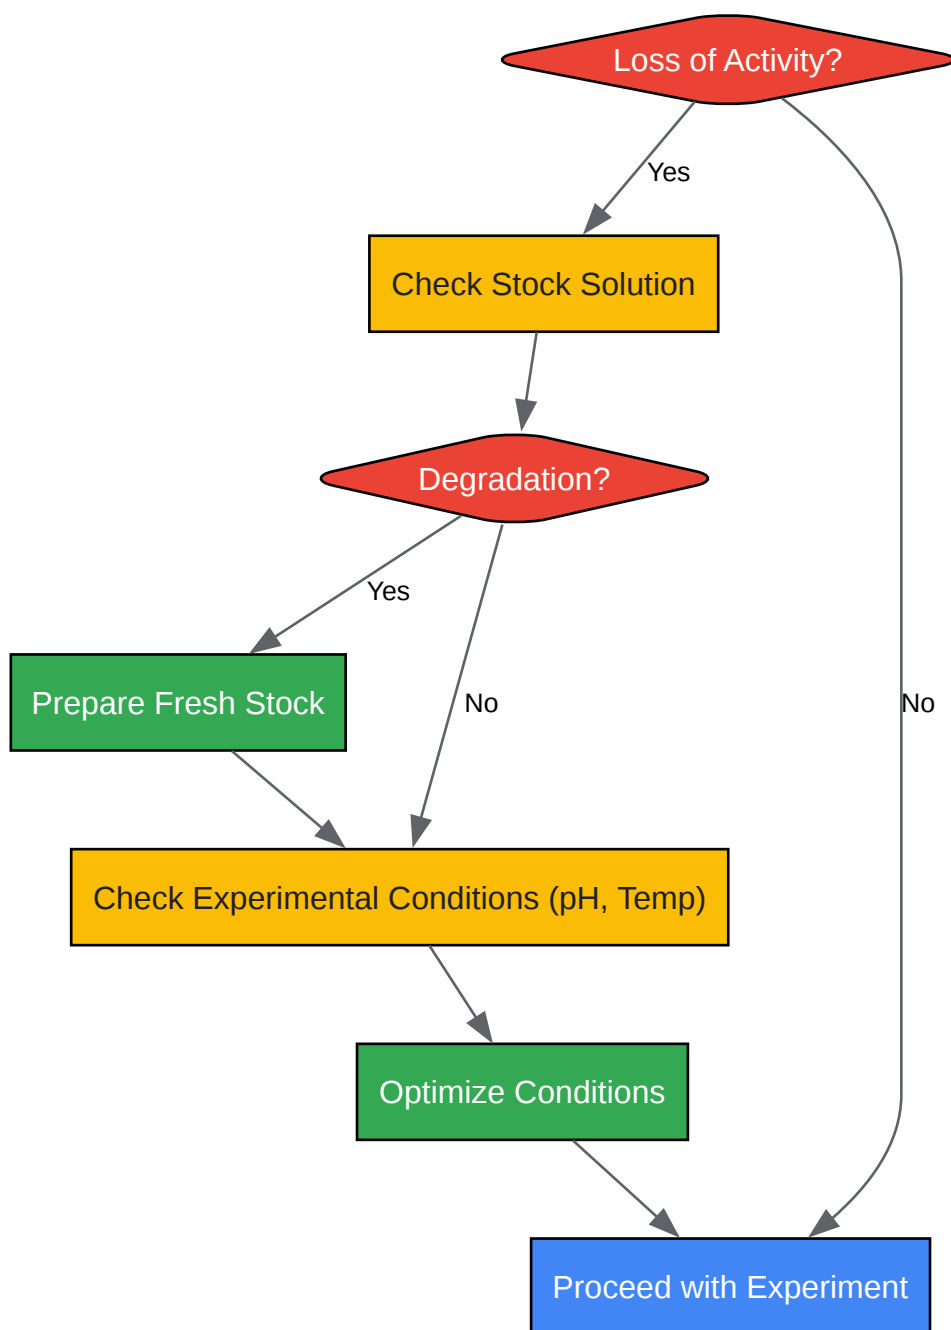 Loss of Activity?
Yes
Check Stock Solution
Degradation?
Yes
Prepare Fresh Stock
No
No
Check Experimental Conditions (pH, Temp)
Optimize Conditions
Proceed with Experiment